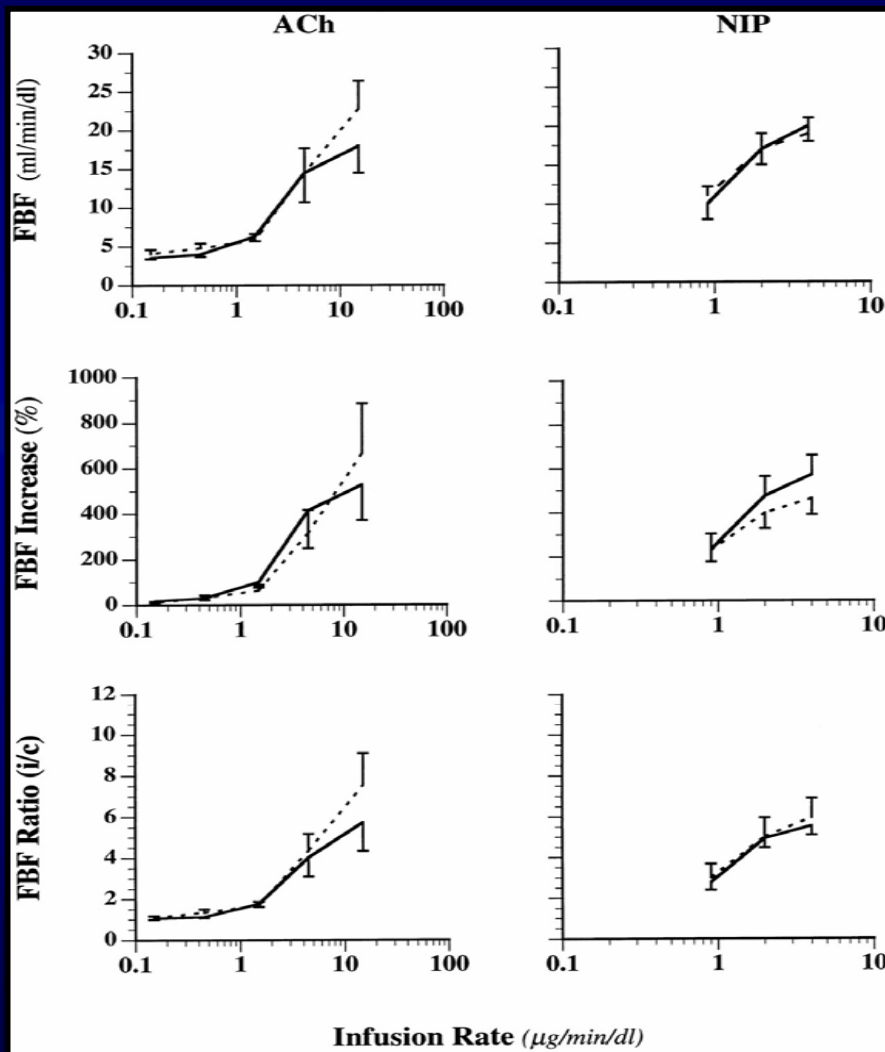 ACh NIP
FBF (ml/min/dl)
30
25
20
15
10
5
0
0.1 1 10 100
0.1 1 10
FBF Increase (%)
1000
800
600
400
200
0
0.1 1 10 100
0.1 1 10
FBF Ratio (i/c)
12
10
8
6
4
2
0
0.1 1 10 100
0.1 1 10
Infusion Rate (μg/min/dl)